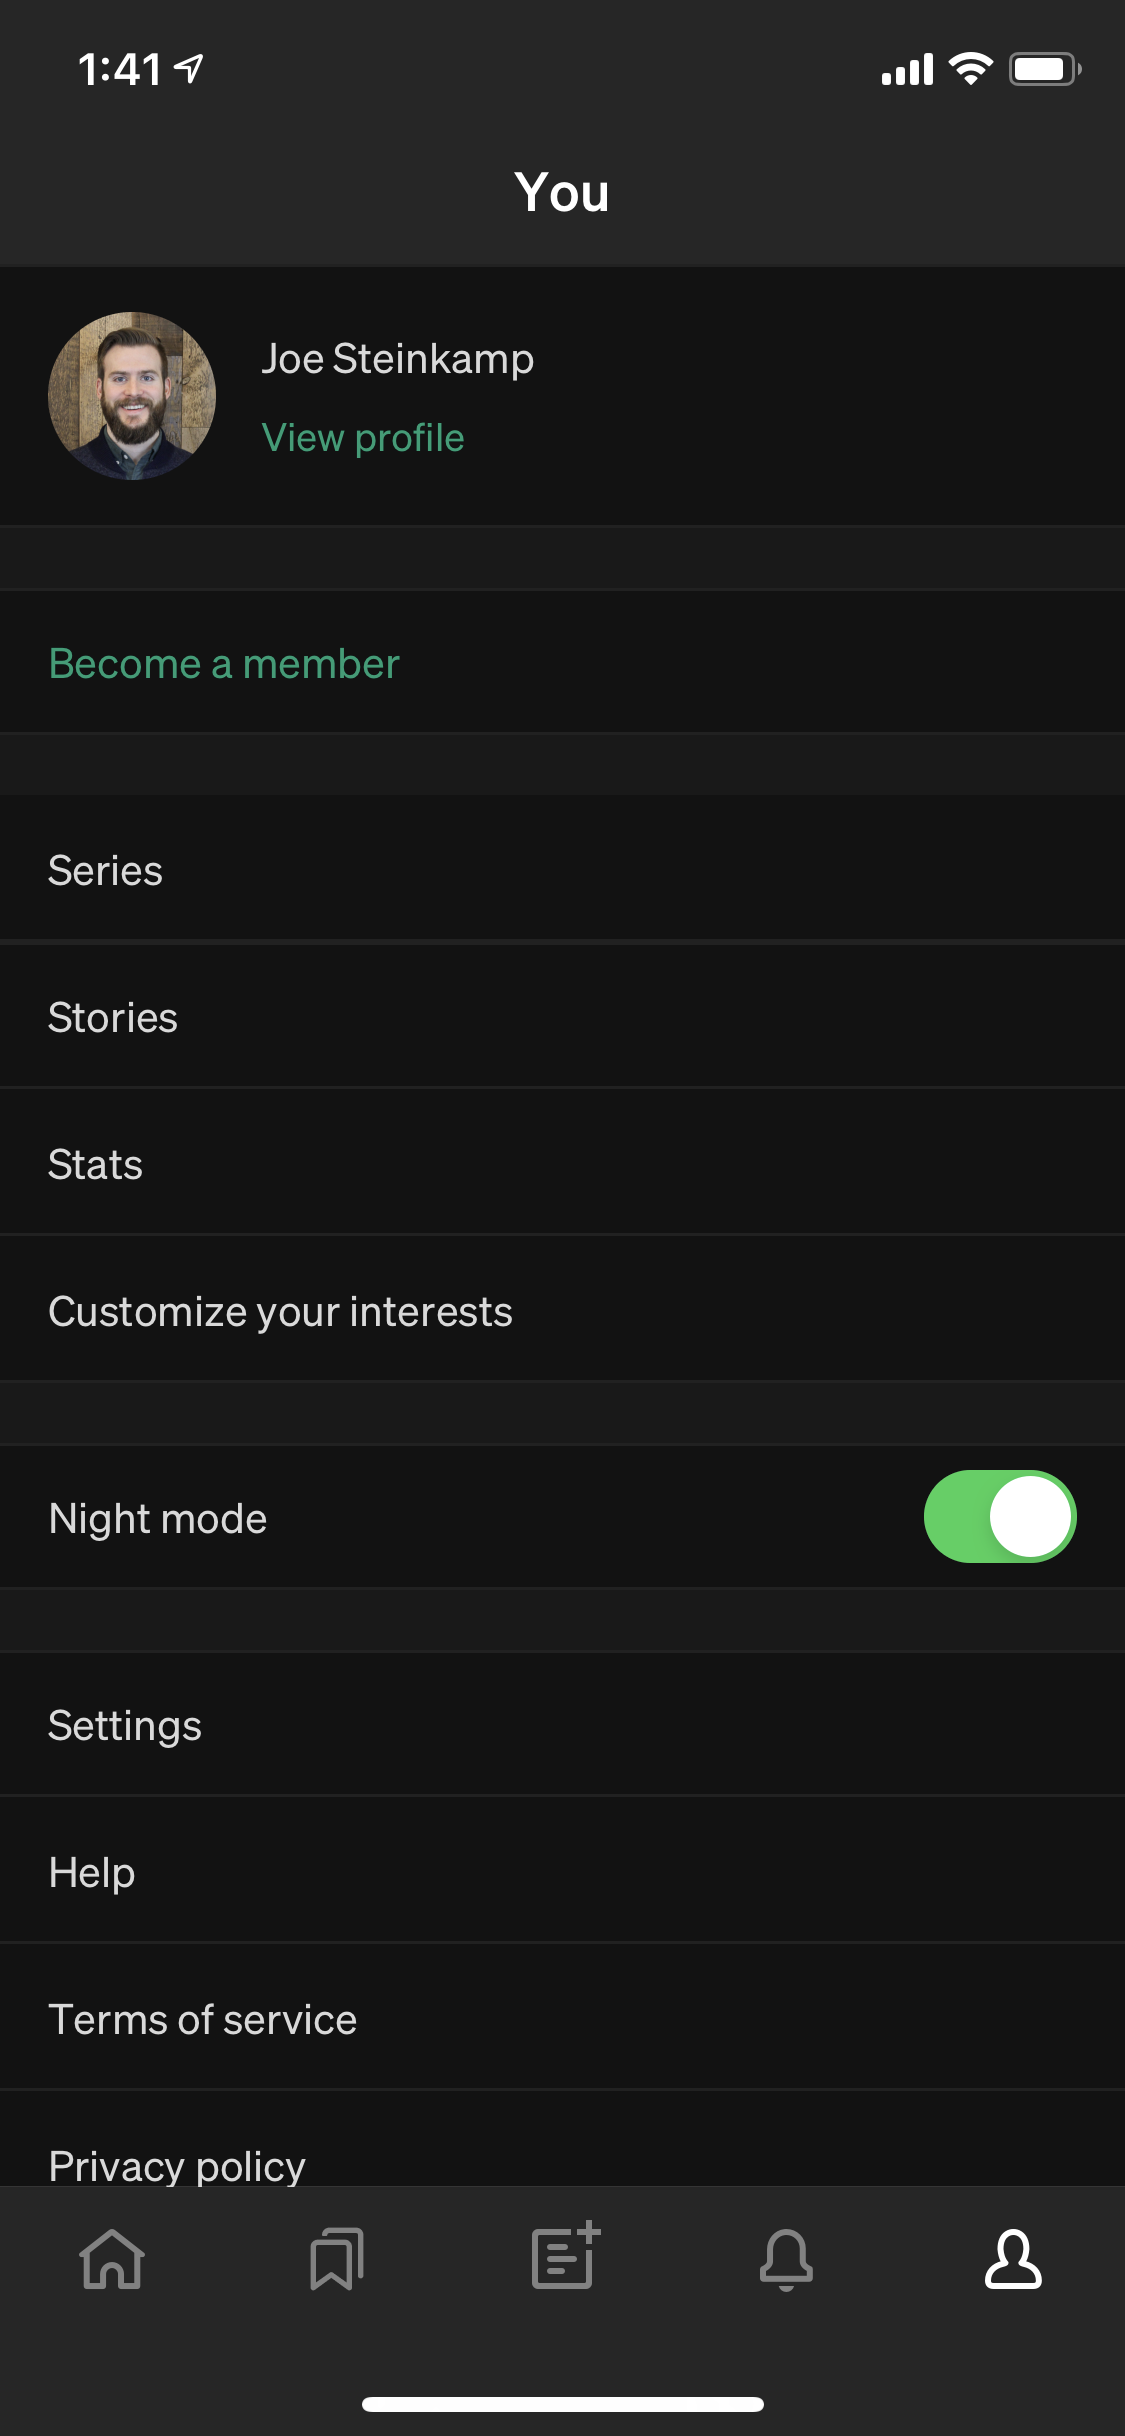 1:41
You
Joe Steinkamp
View profile
Become a member
Series
Stories
Stats
Customize your interests
Night mode
Settings
Help
Terms of service
Privacy policy